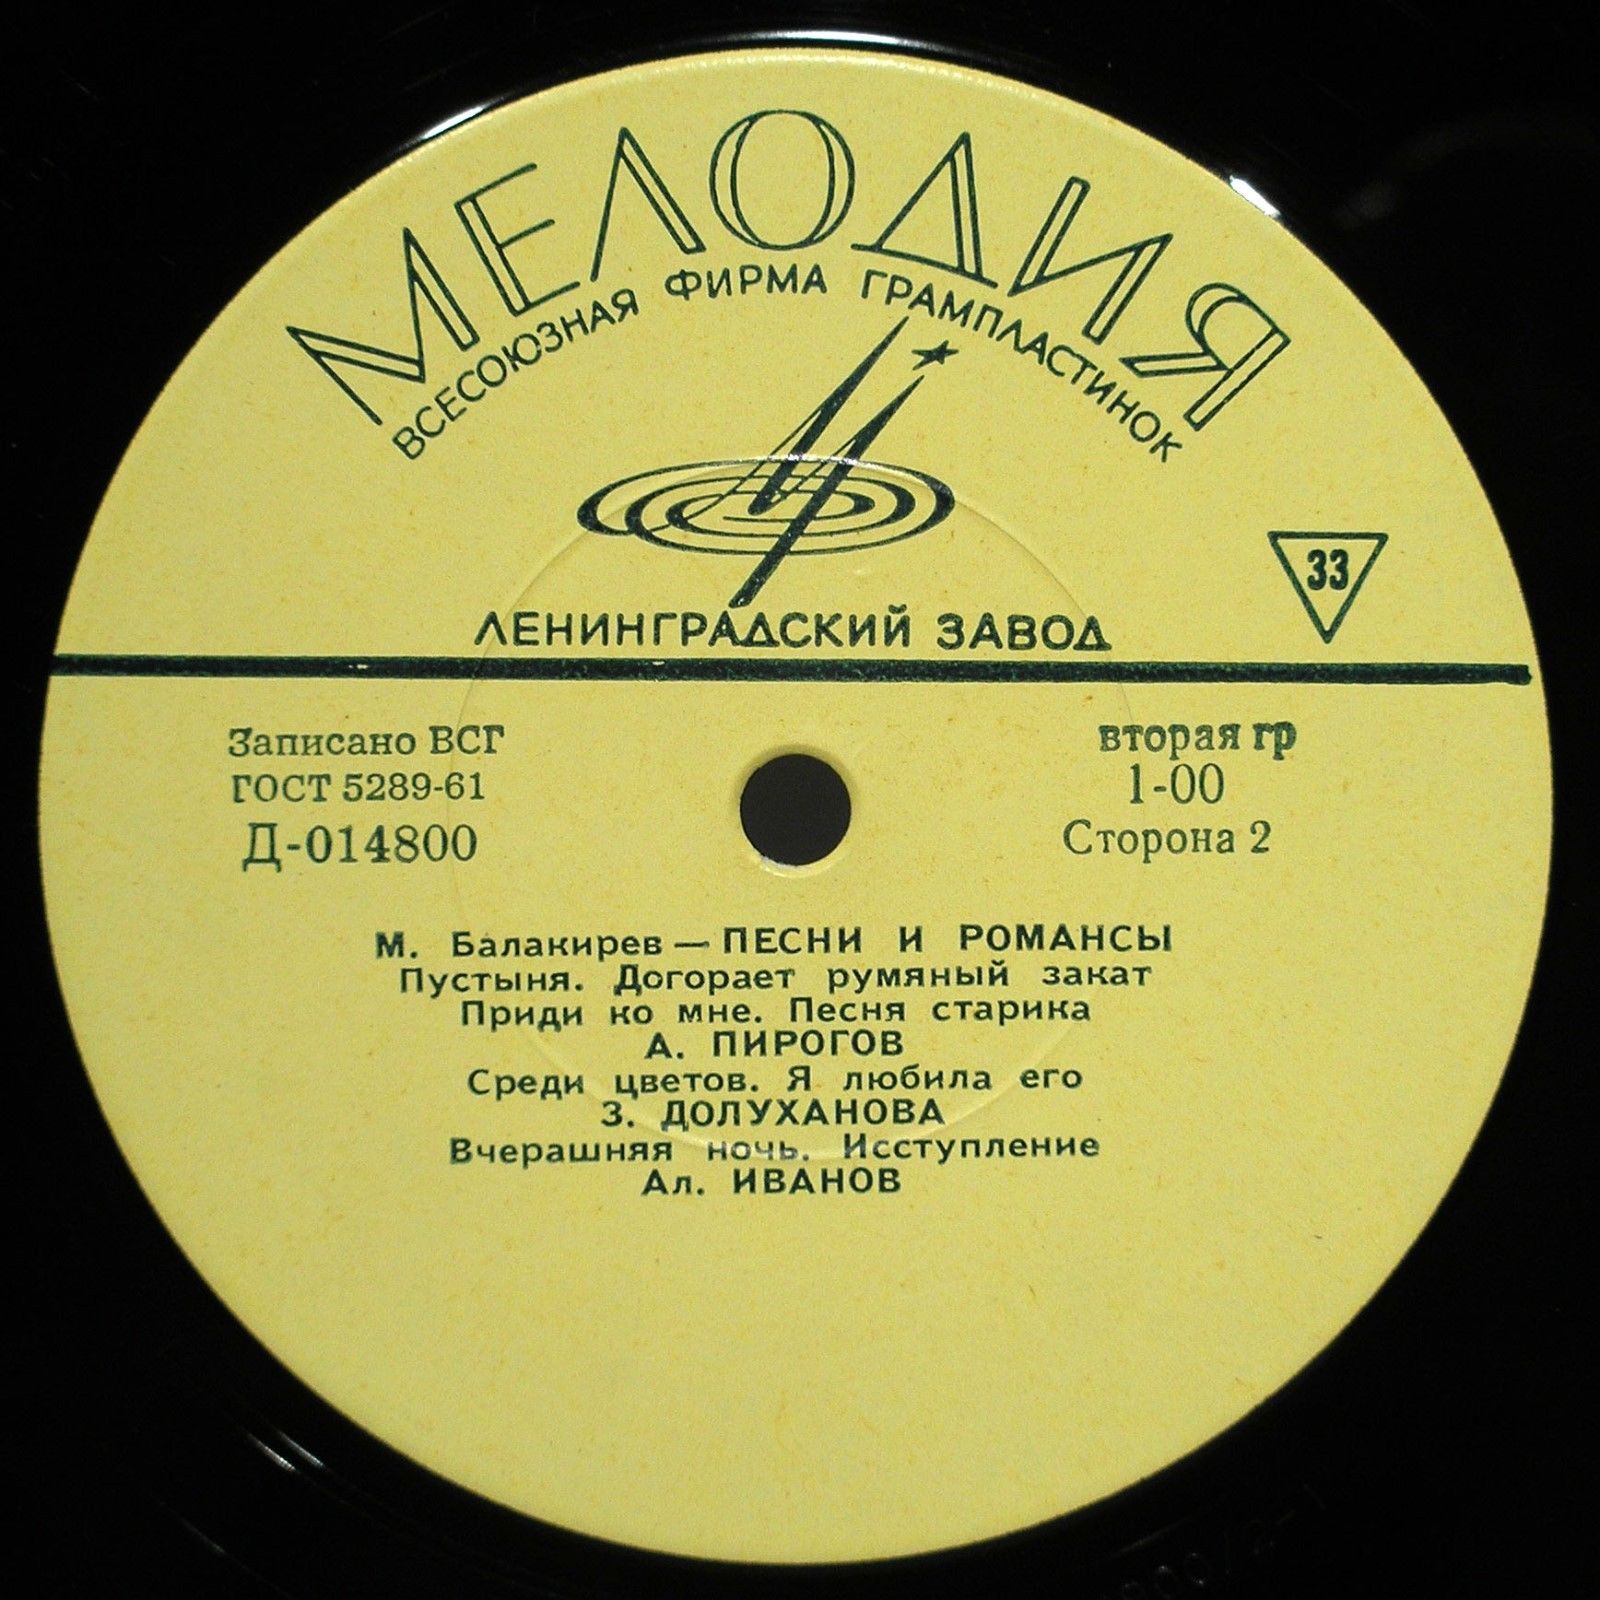 МЕЛОДИЯ
ВСЕСОЮЗНАЯ ФИРМА ГРАМПЛАСТИНОК
33
ЛЕНИНГРАДСКИЙ ЗАВОД
Записано ВСГ
ГОСТ 5289-61
Д-014800
вторая гр
1-00
Сторона 2
М. Балакирев — ПЕСНИ И РОМАНСЫ
Пустыня. Догорает румяный закат
Приди ко мне. Песня старика
А. ПИРОГОВ
Среди цветов. Я любила его
З. ДОЛУХАНОВА
Вчерашняя ночь. Исступление
Ал. ИВАНОВ